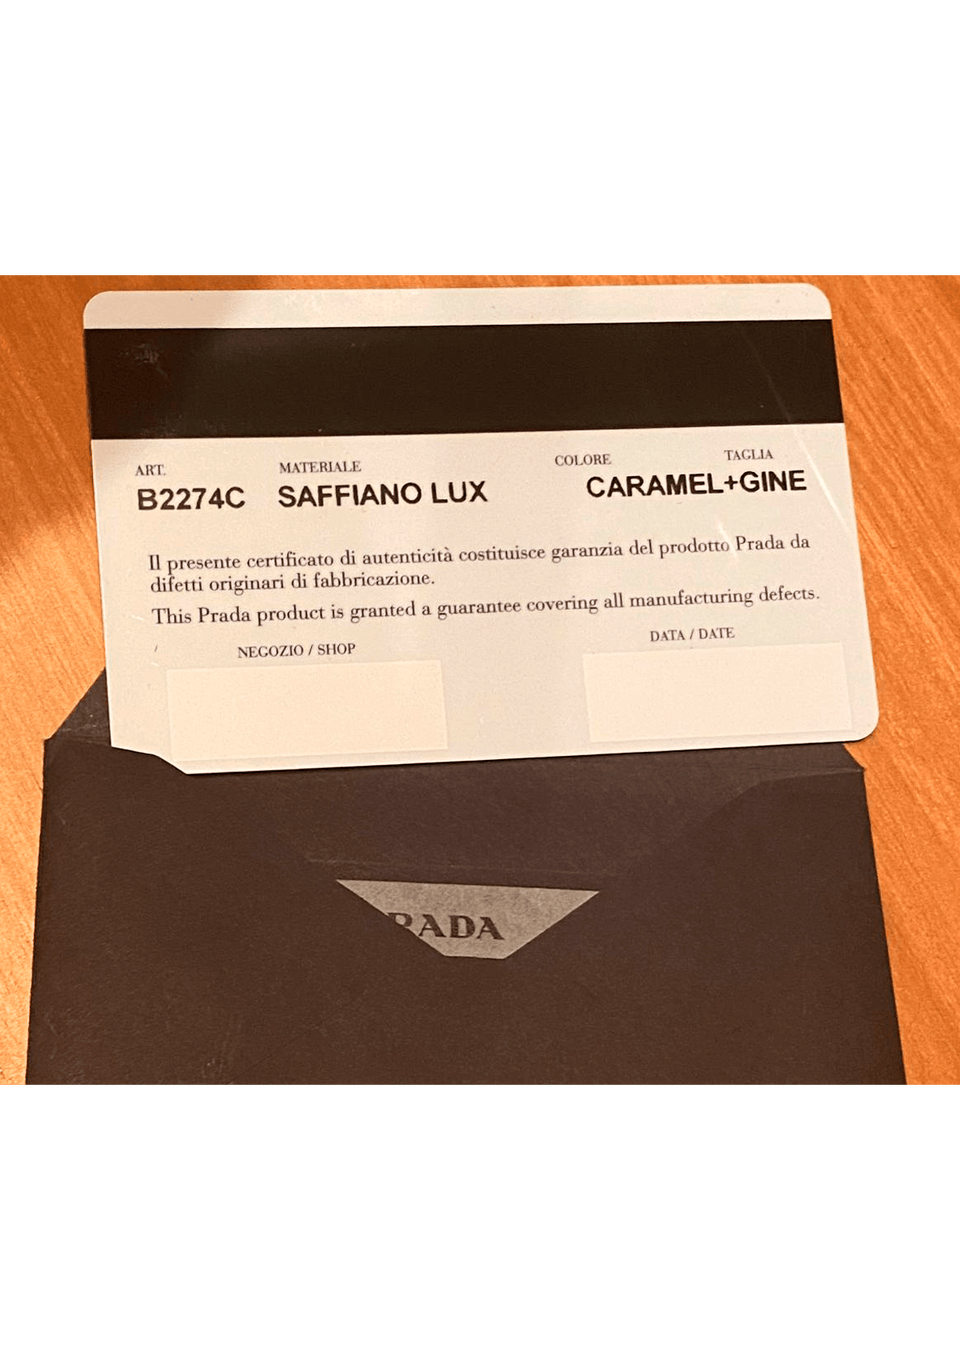 ART. MATERIALE COLORE TAGLIA
B2274C SAFFIANO LUX CARAMEL+GINE
Il presente certificato di autenticità costituisce garanzia del prodotto Prada da
difetti originari di fabbricazione.
This Prada product is granted a guarantee covering all manufacturing defects.
NEGOZIO / SHOP DATA / DATE
RADA